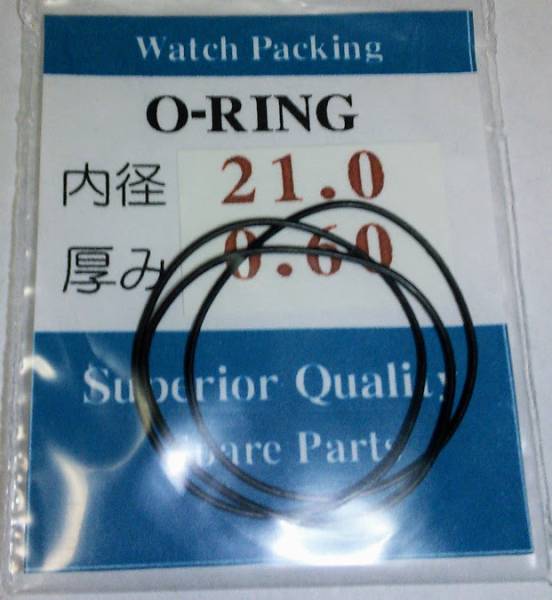 Watch Packing
O-RING
内径 21.0
厚み 0.60
Superior Quality
Spare Parts